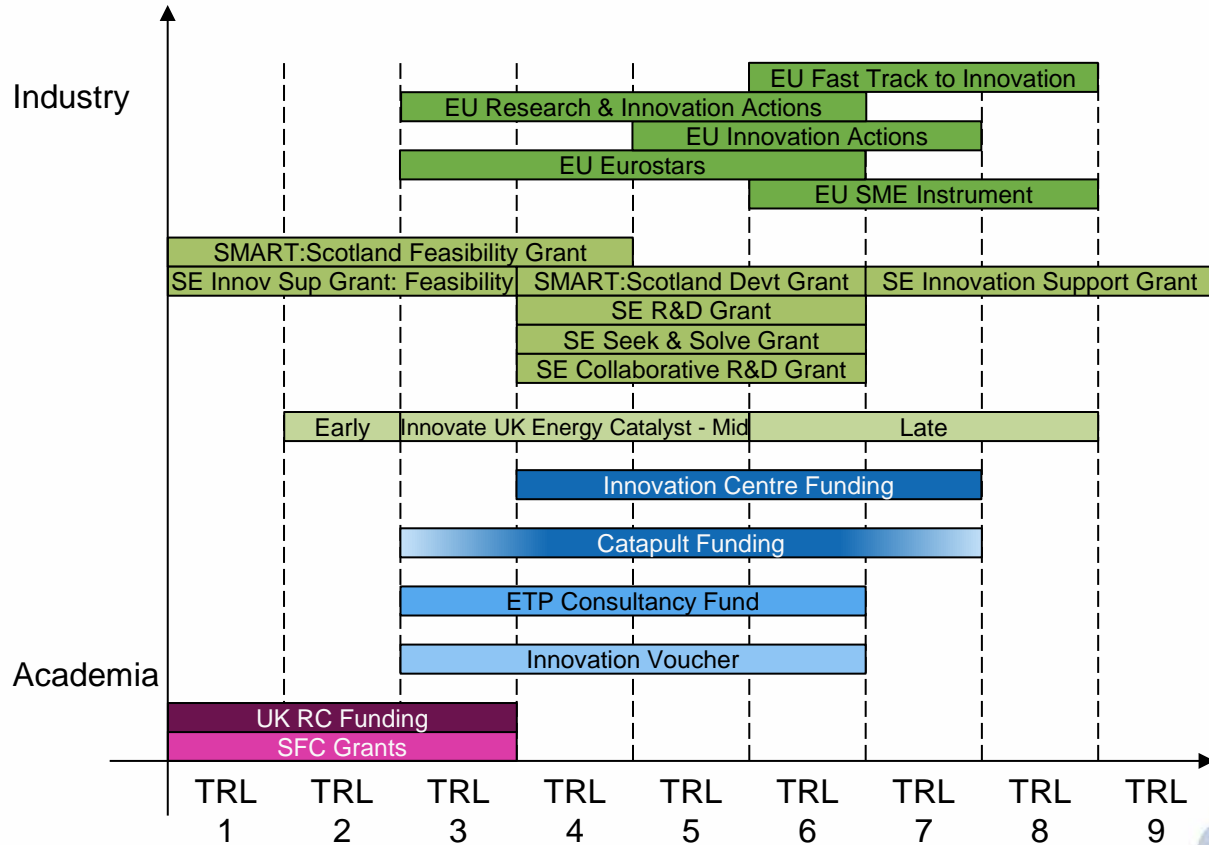 Industry
EU Fast Track to Innovation
EU Research & Innovation Actions
EU Innovation Actions
EU Eurostars
EU SME Instrument
SMART:Scotland Feasibility Grant
SE Innov Sup Grant: Feasibility SMART:Scotland Devt Grant SE Innovation Support Grant
SE R&D Grant
SE Seek & Solve Grant
SE Collaborative R&D Grant
Early Innovate UK Energy Catalyst - Mid Late
Innovation Centre Funding
Catapult Funding
ETP Consultancy Fund
Innovation Voucher
Academia
UK RC Funding
SFC Grants
TRL TRL TRL TRL TRL TRL TRL TRL TRL
1 2 3 4 5 6 7 8 9